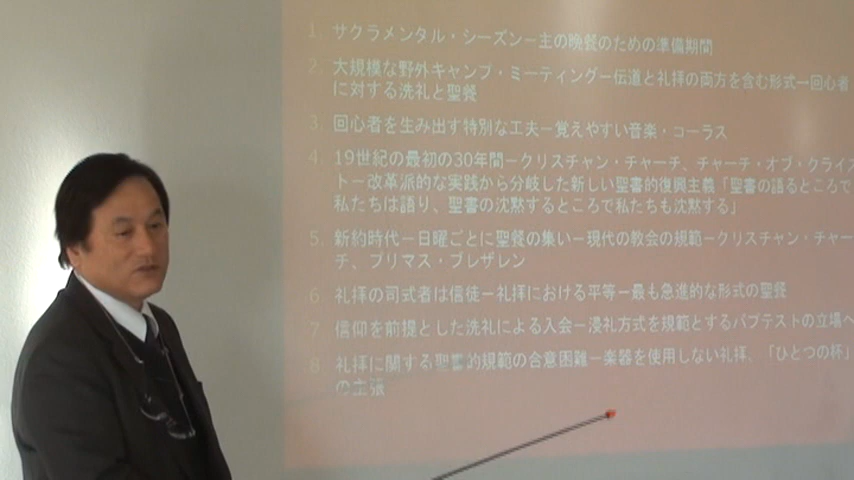 1. サクラメンタル・シーズンー主の晩餐のための準備期間
2. 大規模な野外キャンプ・ミーティングー伝道と礼拝の両方を含む形式ー回心者
に対する洗礼と聖餐
3. 回心者を生み出す特別な工夫ー覚えやすい音楽・コーラス
4. 19世紀の最初の30年間ークリスチャン・チャーチ、チャーチ・オブ・クライス
トー改革派的な実践から分岐した新しい聖書的復興主義「聖書の語るところで
私たちは語り、聖書の沈黙するところで私たちも沈黙する」
5. 新約時代ー日曜ごとに聖餐の集いー現代の教会の規範ークリスチャン・チャー
チ、プリマス・ブレザレン
6. 礼拝の司式者は信徒ー礼拝における平等ー最も急進的な形式の聖餐
7. 信仰を前提とした洗礼による入会ー浸礼方式を規範とするバプテストの立場へ
8. 礼拝に関する聖書的規範の合意困難ー楽器を使用しない礼拝、「ひとつの杯」
の主張